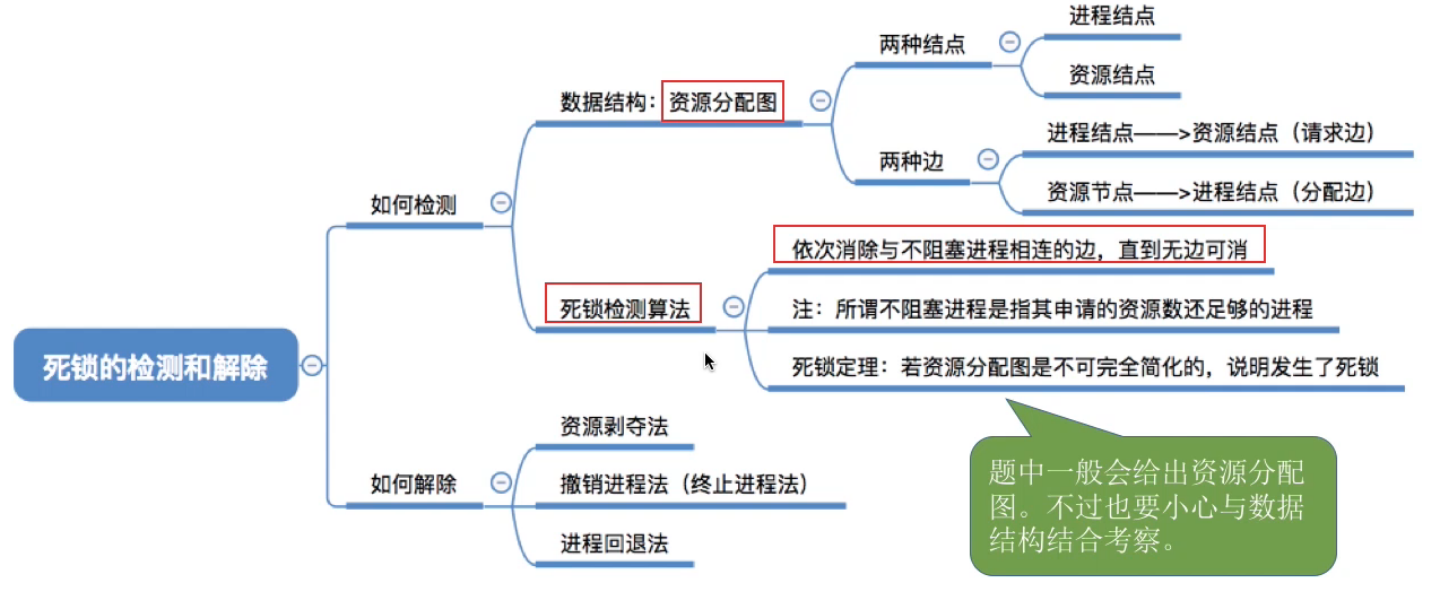 死锁的检测和解除
如何检测
数据结构：资源分配图
两种结点
进程结点
资源结点
两种边
进程结点——>资源结点（请求边）
资源节点——>进程结点（分配边）
死锁检测算法
依次消除与不阻塞进程相连的边，直到无边可消
注：所谓不阻塞进程是指其申请的资源数还足够的进程
死锁定理：若资源分配图是不可完全简化的，说明发生了死锁
题中一般会给出资源分配
图。不过也要小心与数据
结构结合考察。
如何解除
资源剥夺法
撤销进程法（终止进程法）
进程回退法